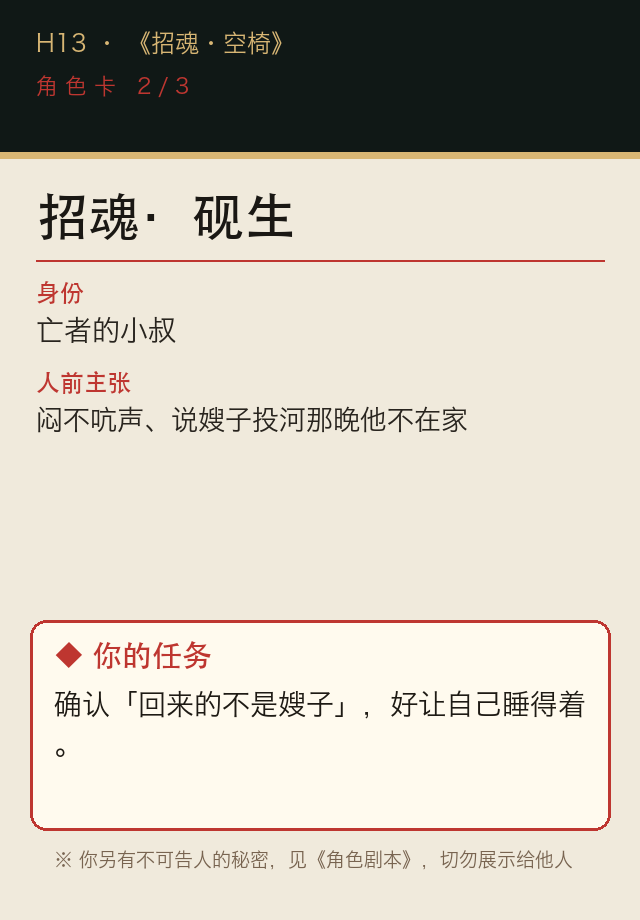 H13 · 《招魂·空椅》
角色卡 2/3
招魂· 砚生
身份
亡者的小叔
人前主张
闷不吭声、说嫂子投河那晚他不在家
◆ 你的任务
确认「回来的不是嫂子」，好让自己睡得着
。
※ 你另有不可告人的秘密，见《角色剧本》，切勿展示给他人